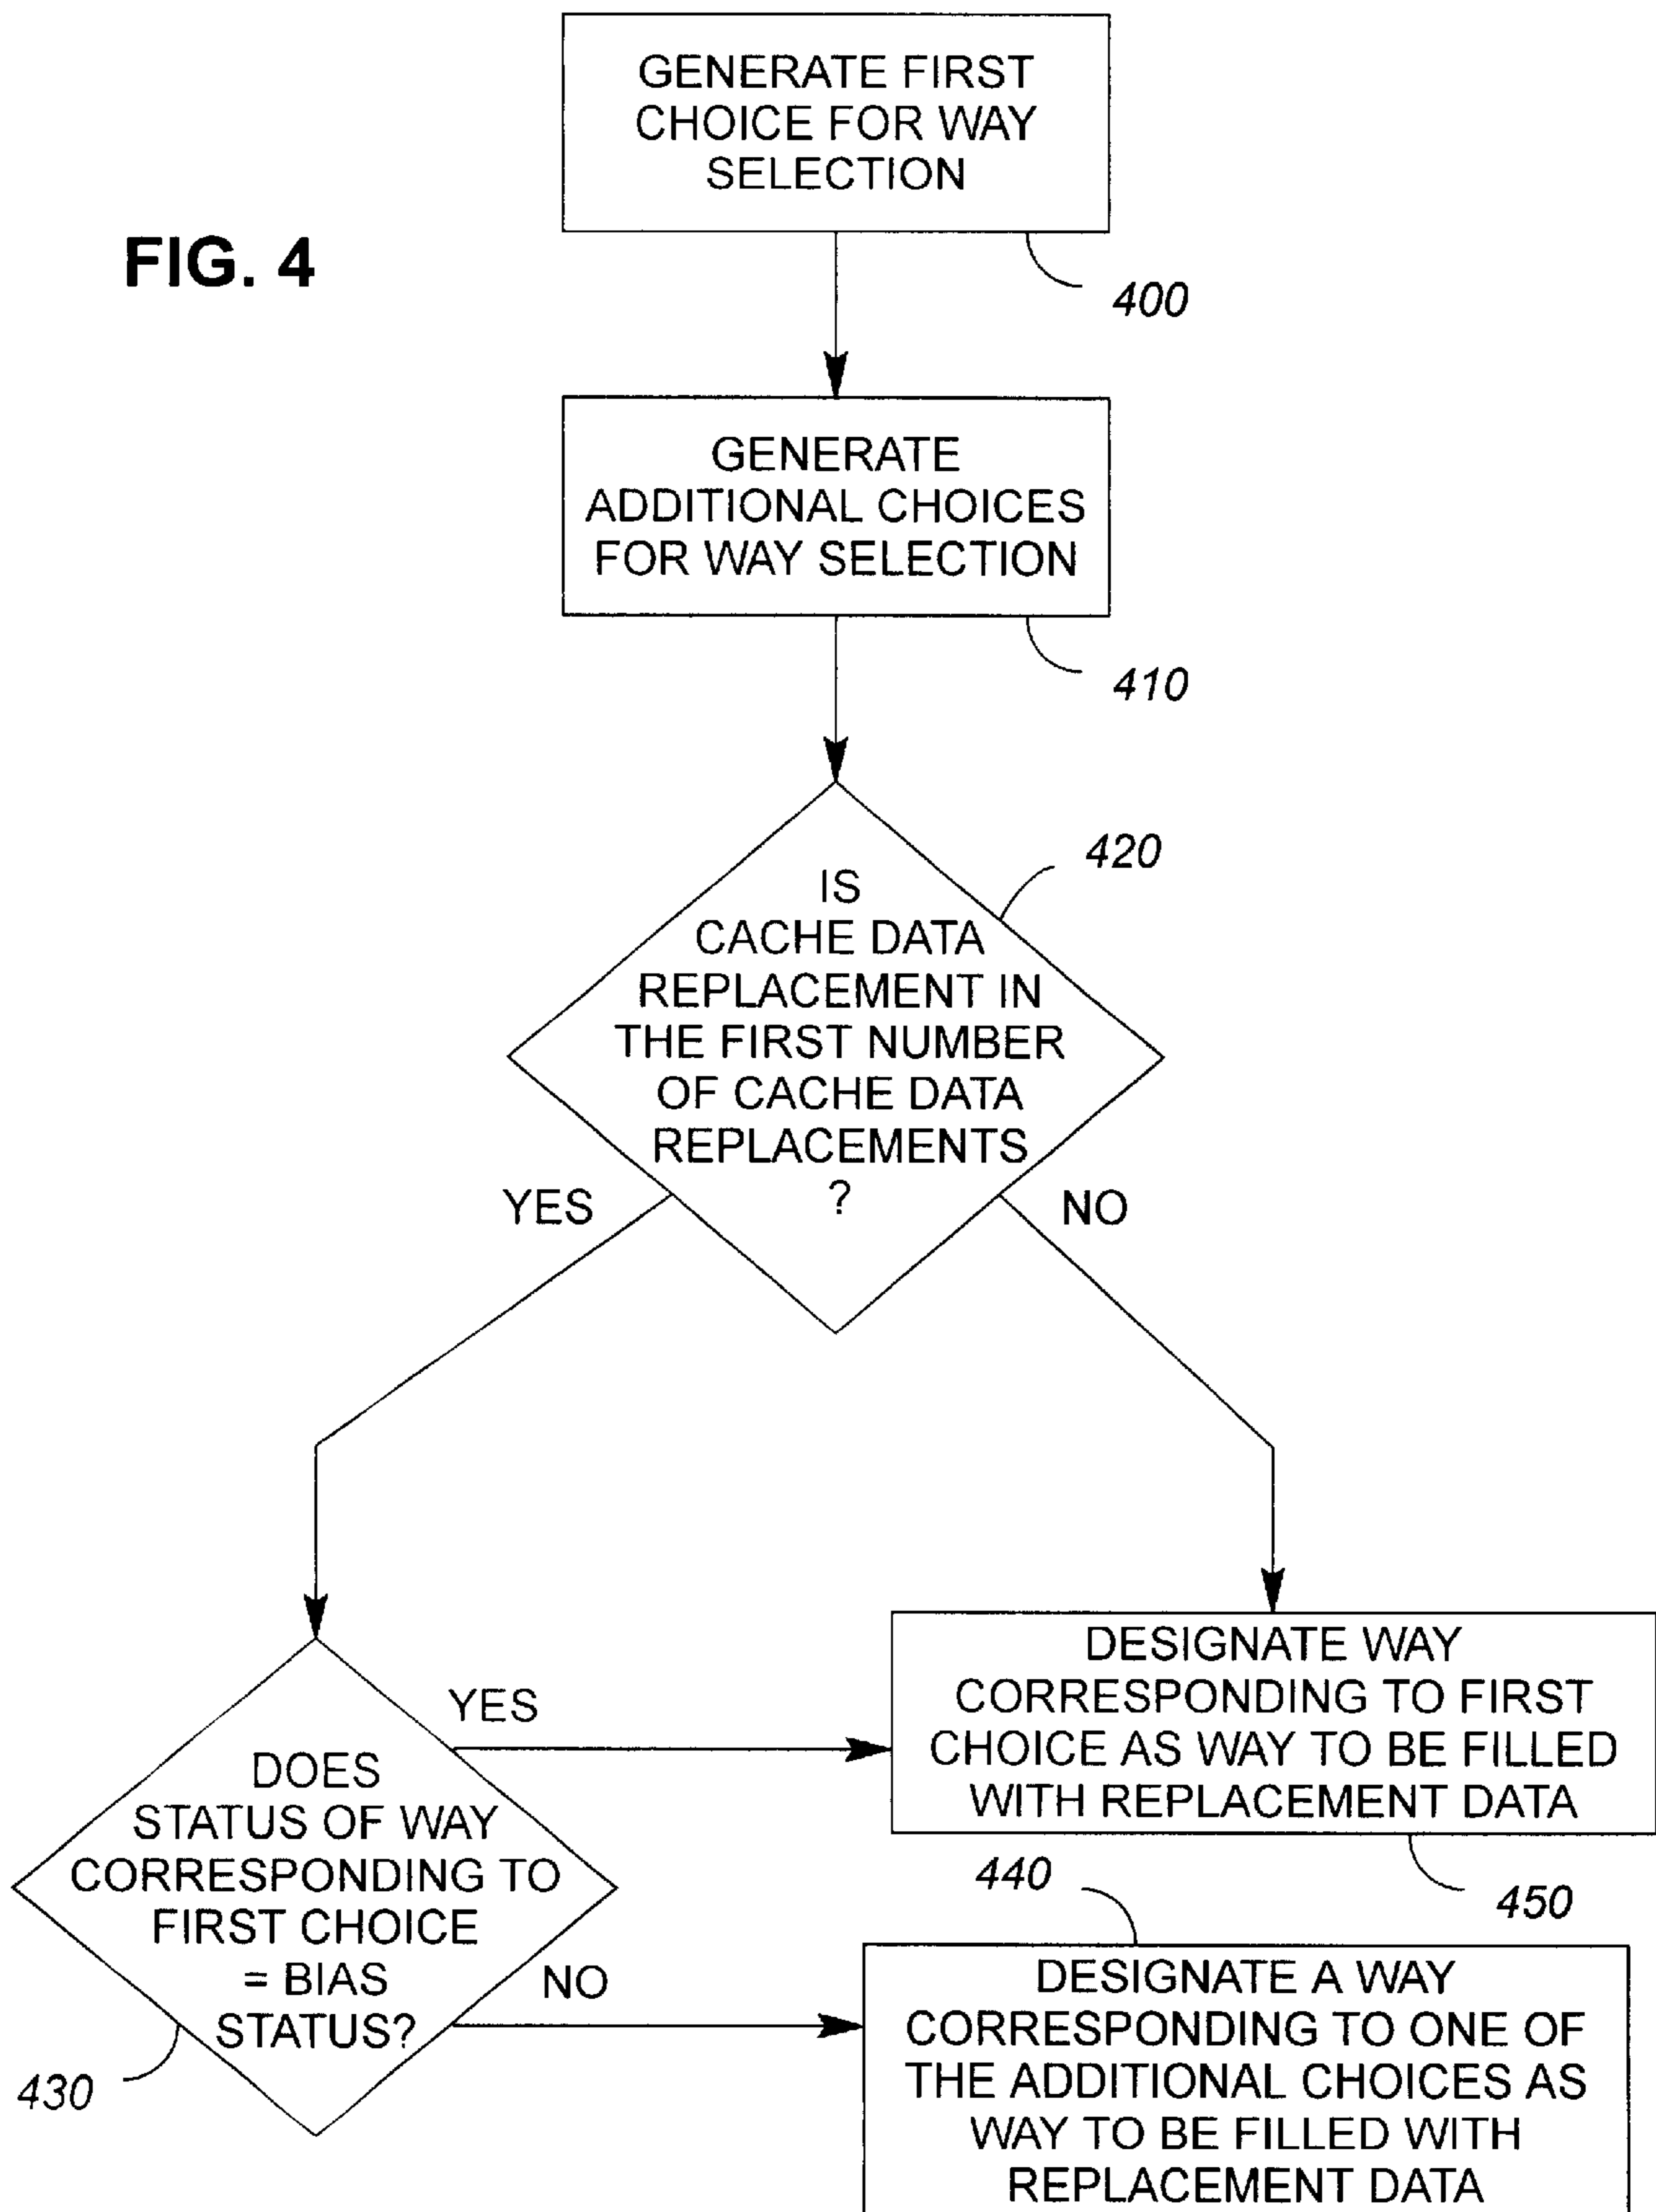 GENERATE FIRST
CHOICE FOR WAY
SELECTION
FIG. 4
400
GENERATE
ADDITIONAL CHOICES
FOR WAY SELECTION
410
420
IS
CACHE DATA
REPLACEMENT IN
THE FIRST NUMBER
OF CACHE DATA
REPLACEMENTS
?
YES
NO
DESIGNATE WAY
CORRESPONDING TO FIRST
CHOICE AS WAY TO BE FILLED
WITH REPLACEMENT DATA
450
YES
DOES
STATUS OF WAY
CORRESPONDING TO
FIRST CHOICE
= BIAS
STATUS?
NO
430
440
DESIGNATE A WAY
CORRESPONDING TO ONE OF
THE ADDITIONAL CHOICES AS
WAY TO BE FILLED WITH
REPLACEMENT DATA